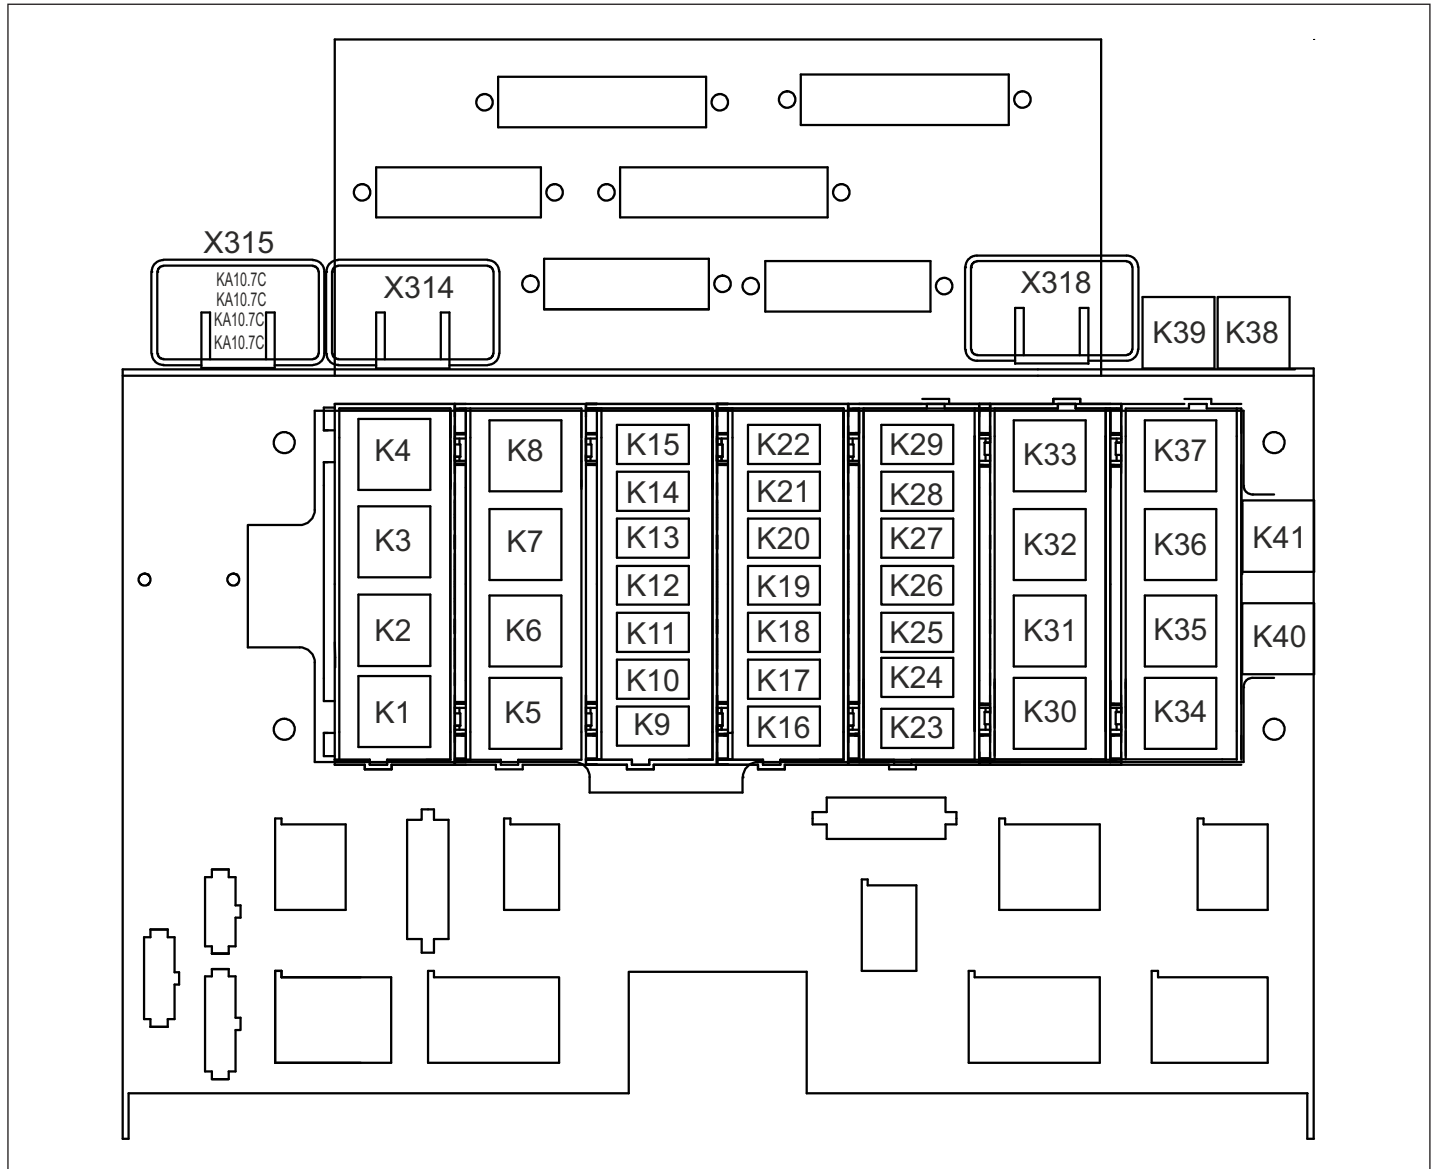 X315
KA10.7C
KA10.7C
KA10.7C
KA10.7C
X314
X318
K39 K38
K4 K8 K15 K22 K29 K33 K37
K14 K21 K28
K3 K7 K13 K20 K27 K32 K36 K41
K12 K19 K26
K2 K6 K11 K18 K25 K31 K35 K40
K10 K17 K24
K1 K5 K9 K16 K23 K30 K34